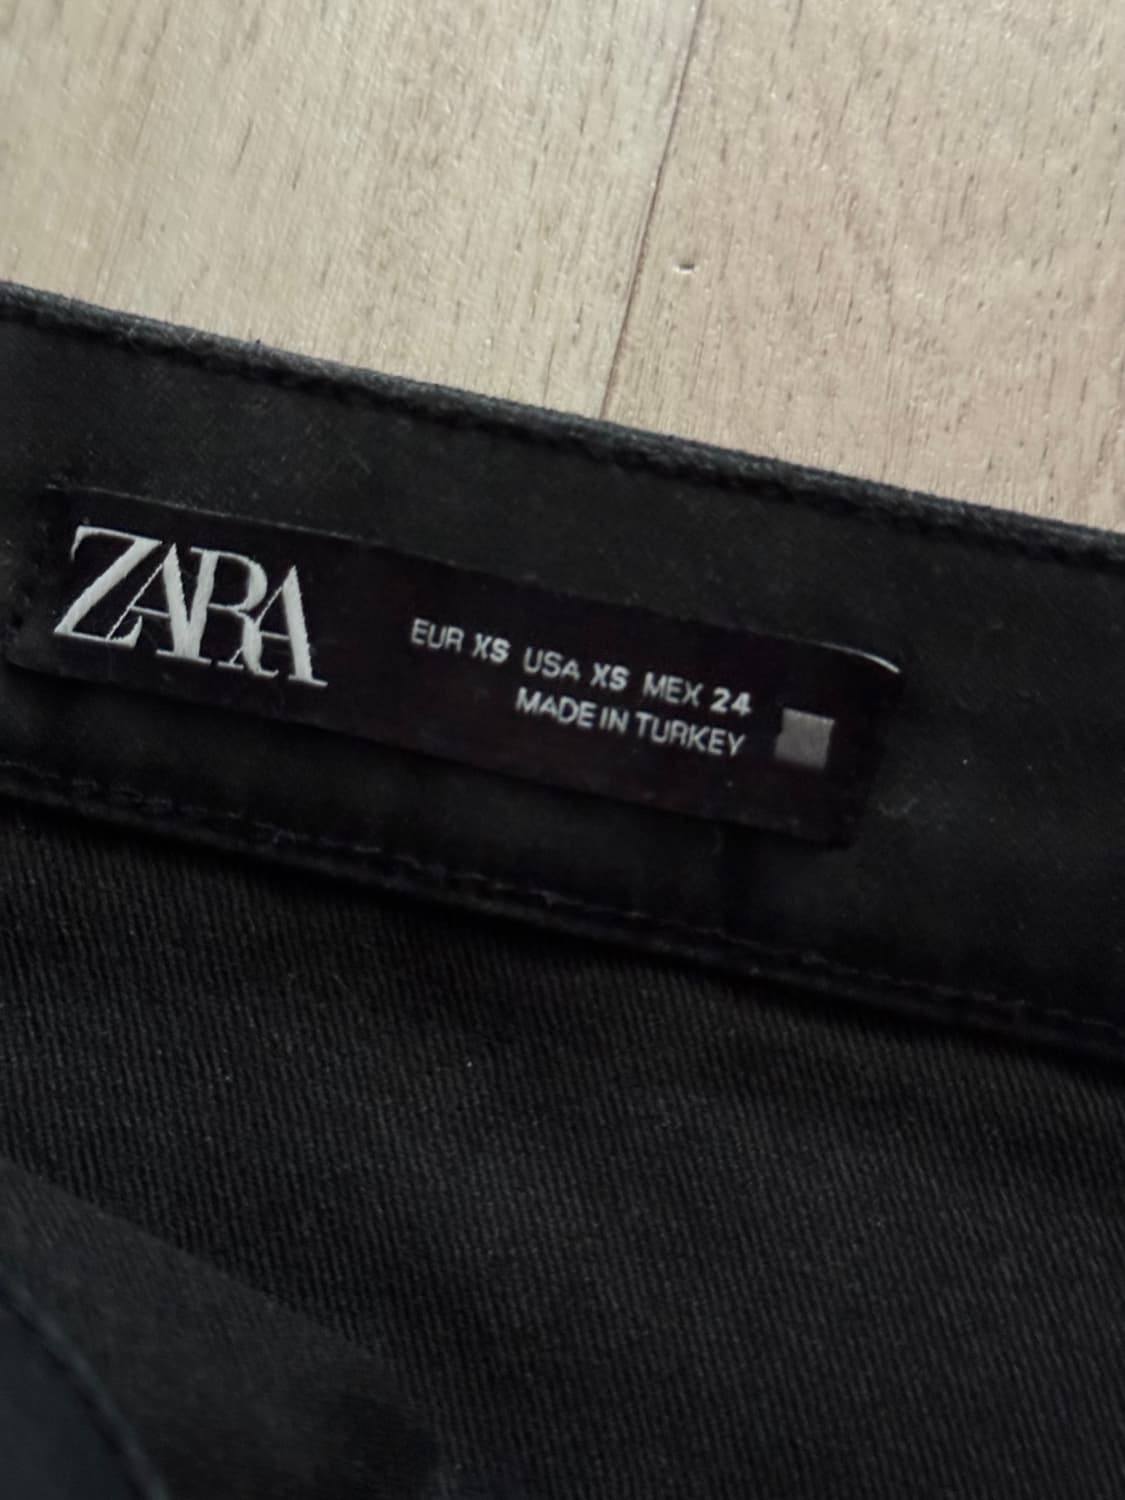 ZARA
EUR XS USA XS MEX 24
MADE IN TURKEY